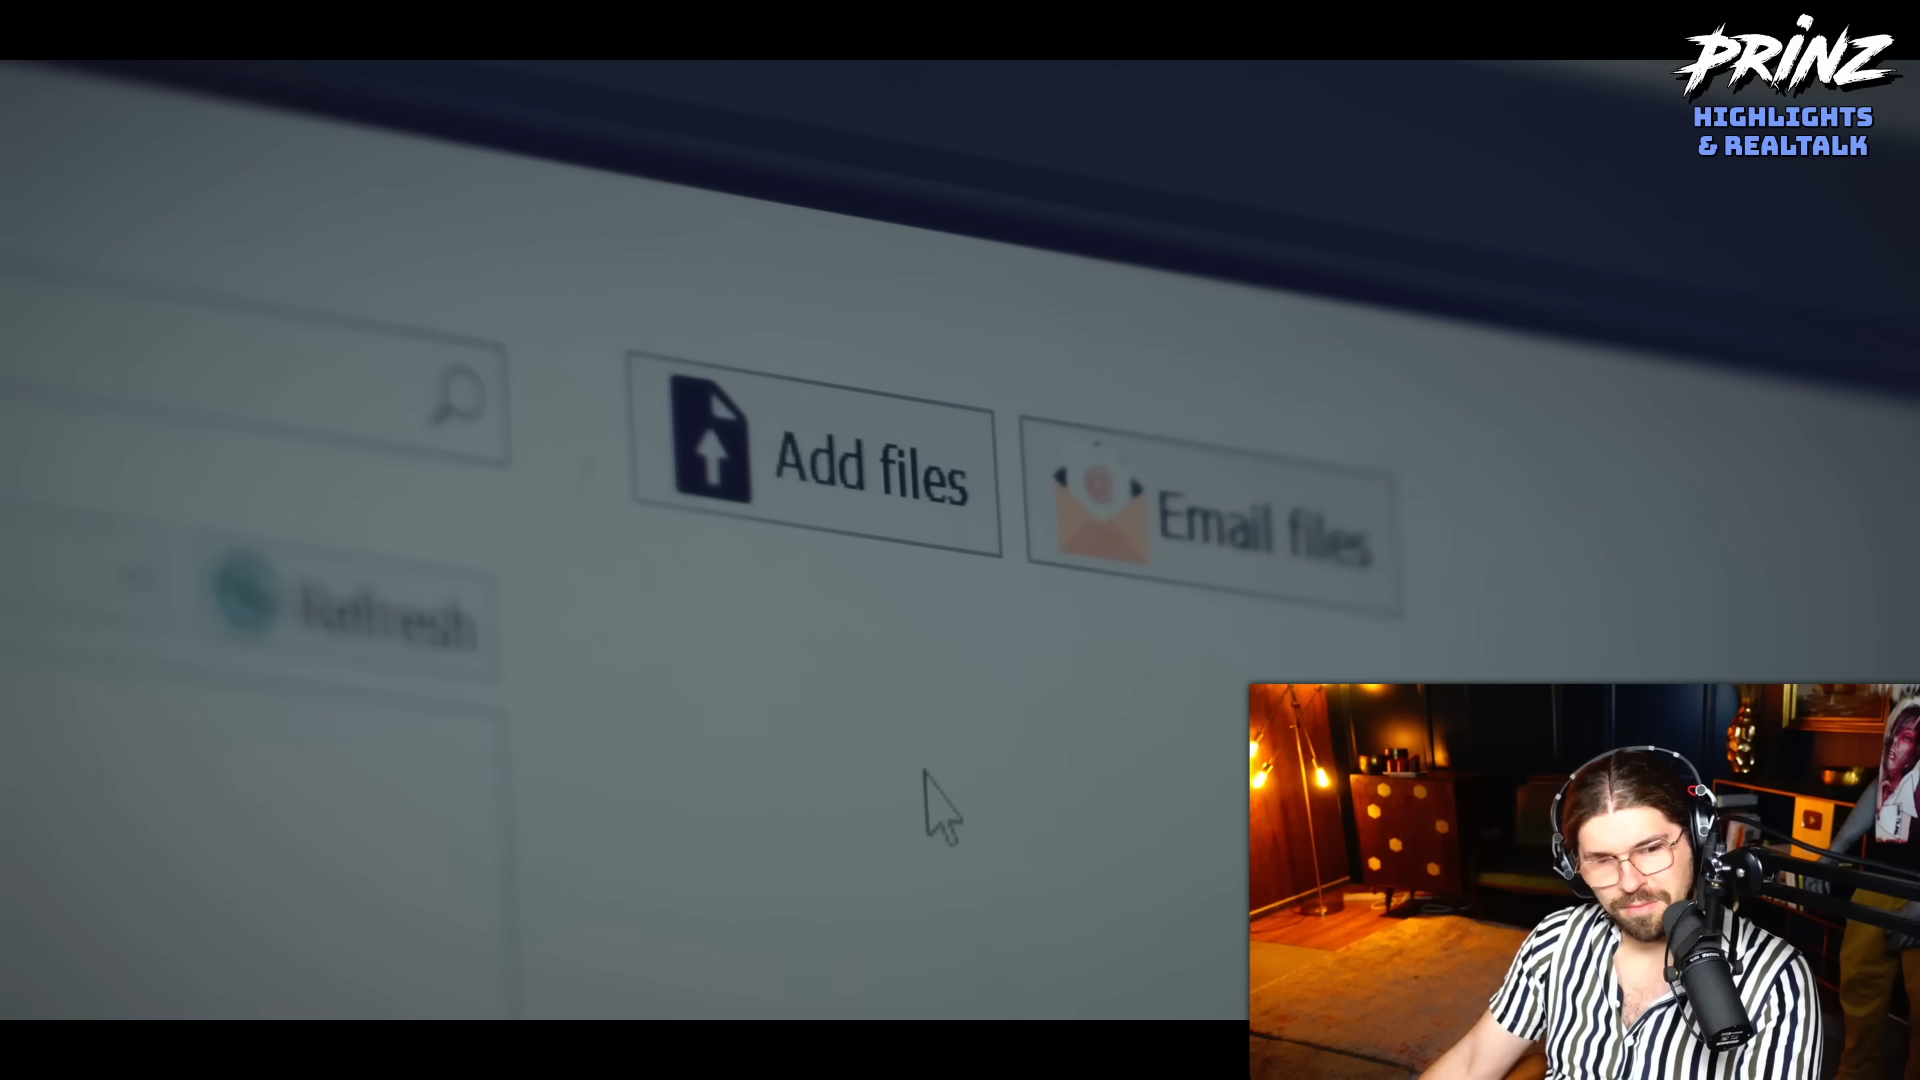 PRINZ
HIGHLIGHTS
& REALTALK
Add files
Email files
Refresh